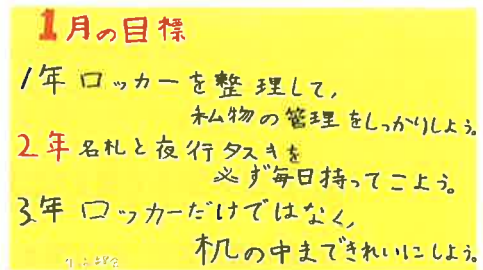 1月の目標
1年 ロッカーを整理して、
私物の管理をしっかりしよう。
2年 名札と夜行タスキを
必ず毎日持ってこよう。
3年 ロッカーだけではなく、
机の中まできれいにしよう。